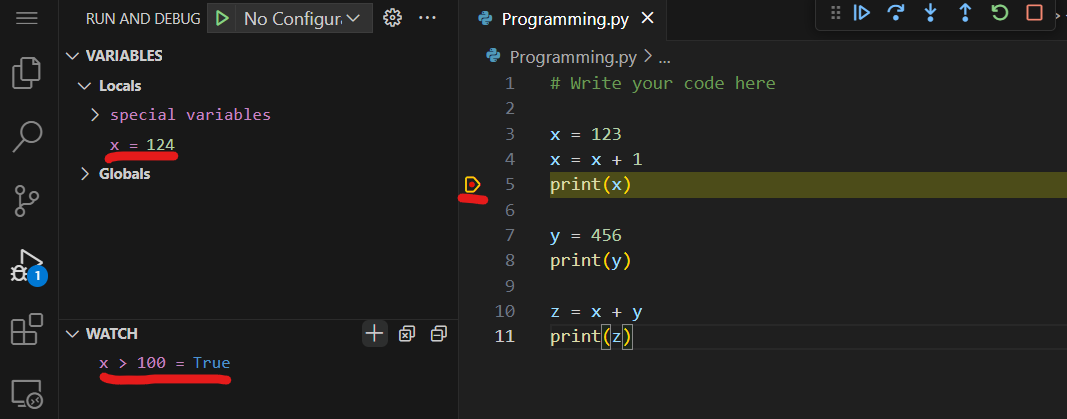 RUN AND DEBUG No Configur
VARIABLES
Locals
special variables
x = 124
Globals
1
WATCH
x > 100 = True
Programming.py
Programming.py > ...
1 # Write your code here
2
3 x = 123
4 x = x + 1
5 print(x)
6
7 y = 456
8 print(y)
9
10 z = x + y
11 print(z)